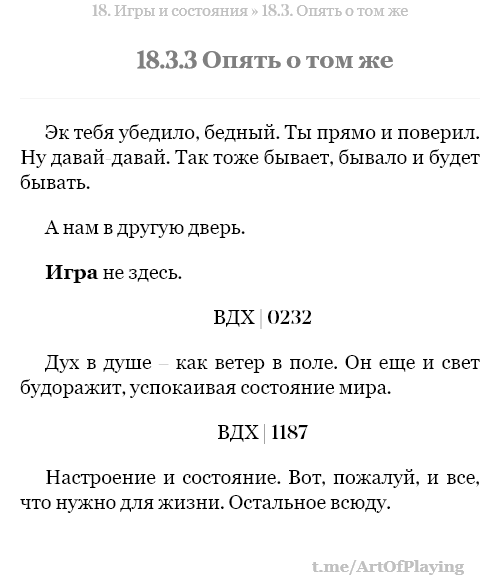 18. Игры и состояния » 18.3. Опять о том же
18.3.3 Опять о том же
Эк тебя убедило, бедный. Ты прямо и поверил.
Ну давай-давай. Так тоже бывает, бывало и будет
бывать.
А нам в другую дверь.
Игра не здесь.
ВДХ | 0232
Дух в душе – как ветер в поле. Он еще и свет
будоражит, успокаивая состояние мира.
ВДХ | 1187
Настроение и состояние. Вот, пожалуй, и все,
что нужно для жизни. Остальное всюду.
t.me/ArtOfPlaying